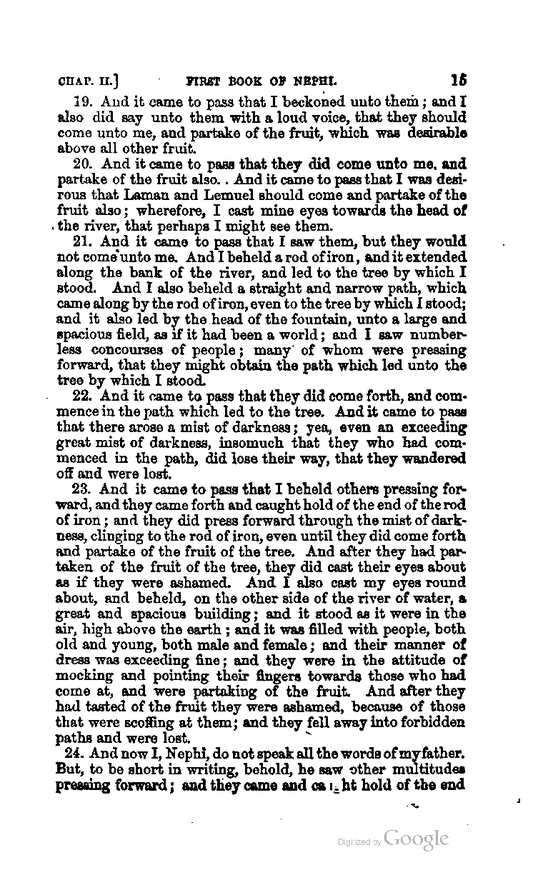 CHAP. II.] FIRST BOOK OF NEPHI. 15
19. And it came to pass that I beckoned unto them; and I
also did say unto them with a loud voice, that they should
come unto me, and partake of the fruit, which was desirable
above all other fruit.
20. And it came to pass that they did come unto me, and
partake of the fruit also. And it came to pass that I was desi-
rous that Laman and Lemuel should come and partake of the
fruit also; wherefore, I cast mine eyes towards the head of
the river, that perhaps I might see them.
21. And it came to pass that I saw them, but they would
not come unto me. And I beheld a rod of iron, and it extended
along the bank of the river, and led to the tree by which I
stood. And I also beheld a straight and narrow path, which
came along by the rod of iron, even to the tree by which I stood;
and it also led by the head of the fountain, unto a large and
spacious field, as if it had been a world; and I saw number-
less concourses of people; many of whom were pressing
forward, that they might obtain the path which led unto the
tree by which I stood.
22. And it came to pass that they did come forth, and com-
mence in the path which led to the tree. And it came to pass
that there arose a mist of darkness; yea, even an exceeding
great mist of darkness, insomuch that they who had com-
menced in the path, did lose their way, that they wandered
off and were lost.
23. And it came to pass that I beheld others pressing for-
ward, and they came forth and caught hold of the end of the rod
of iron; and they did press forward through the mist of dark-
ness, clinging to the rod of iron, even until they did come forth
and partake of the fruit of the tree. And after they had par-
taken of the fruit of the tree, they did cast their eyes about
as if they were ashamed. And I also cast my eyes round
about, and beheld, on the other side of the river of water, a
great and spacious building; and it stood as it were in the
air, high above the earth; and it was filled with people, both
old and young, both male and female; and their manner of
dress was exceeding fine; and they were in the attitude of
mocking and pointing their fingers towards those who had
come at, and were partaking of the fruit. And after they
had tasted of the fruit they were ashamed, because of those
that were scoffing at them; and they fell away into forbidden
paths and were lost.
24. And now I, Nephi, do not speak all the words of my father.
But, to be short in writing, behold, he saw other multitudes
pressing forward; and they came and caught hold of the end
Digitized by Google